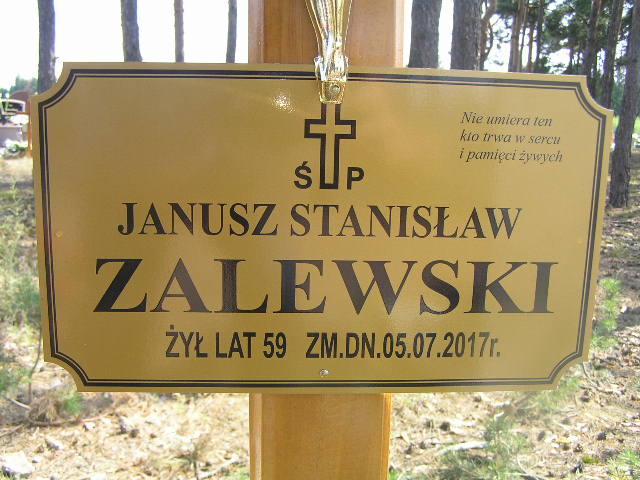 Nie umiera ten
kto trwa w sercu
i pamięci żywych
Ś P
JANUSZ STANISŁAW
ZALEWSKI
ŻYŁ LAT 59 ZM.DN.05.07.2017r.